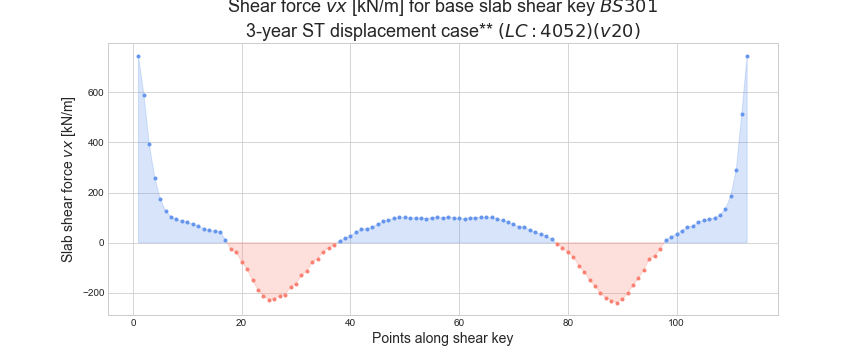 Shear force vx [kN/m] for base slab shear key BS301
3-year ST displacement case** (LC : 4052)(v20)
Slab shear force vx [kN/m]
600
400
200
0
−200
0 20 40 60 80 100
Points along shear key